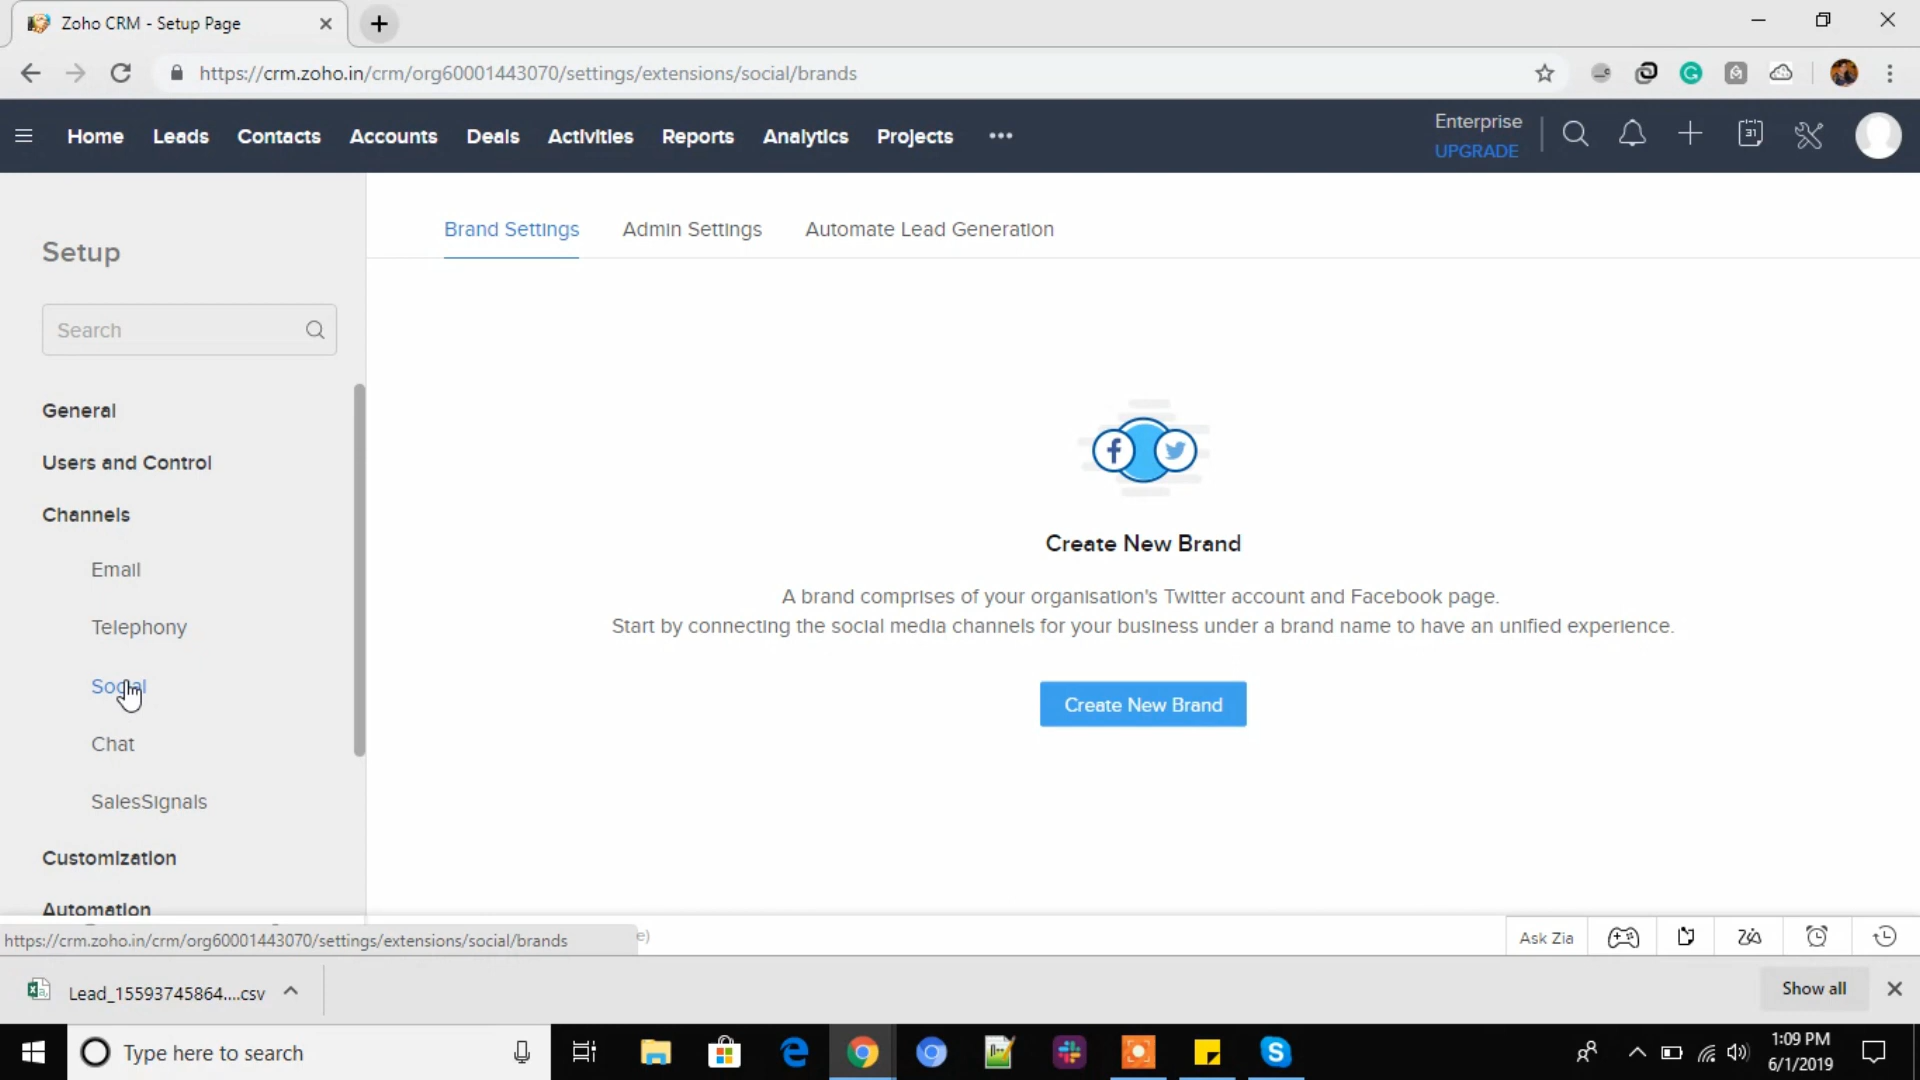 Zoho CRM - Setup Page
https://crm.zoho.in/crm/org60001443070/settings/extensions/social/brands
Home Leads Contacts Accounts Deals Activities Reports Analytics Projects •••
Enterprise
UPGRADE
31
Setup
Search
General
Users and Control
Channels
Email
Telephony
Social
Chat
SalesSignals
Customization
Automation
Brand Settings Admin Settings Automate Lead Generation
Create New Brand
A brand comprises of your organisation's Twitter account and Facebook page.
Start by connecting the social media channels for your business under a brand name to have an unified experience.
Create New Brand
https://crm.zoho.in/crm/org60001443070/settings/extensions/social/brands
e)
Ask Zia
Lead_15593745864....csv
Show all
Type here to search
1:09 PM
6/1/2019